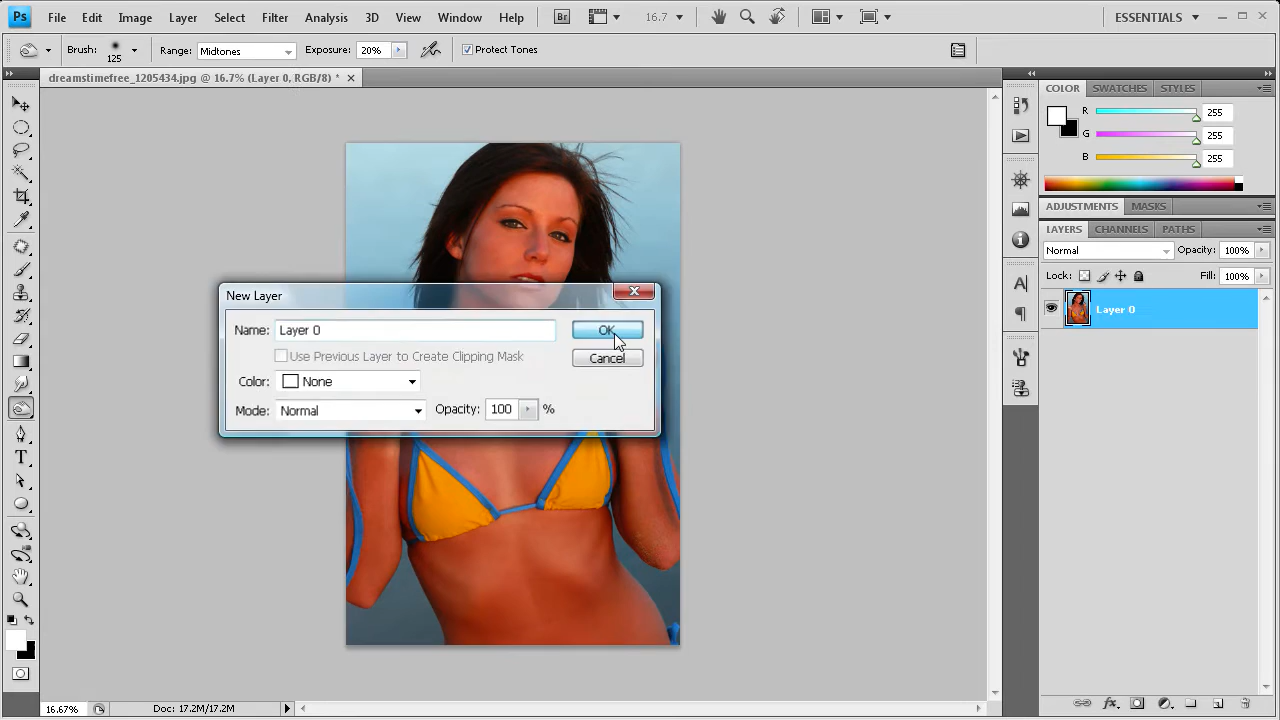 Ps File Edit Image Layer Select Filter Analysis 3D View Window Help Br 16.7 ESSENTIALS
Brush: 125 Range: Midtones Exposure: 20% Protect Tones
dreamstimefree_1205434.jpg @ 16.7% (Layer 0, RGB/8) *
COLOR SWATCHES STYLES
R 255
G 255
B 255
ADJUSTMENTS MASKS
LAYERS CHANNELS PATHS
Normal Opacity: 100%
Lock: Fill: 100%
Layer 0
New Layer
Name: Layer 0 OK
Use Previous Layer to Create Clipping Mask Cancel
Color: None
Mode: Normal Opacity: 100 %
16.67% Doc: 17.2M/17.2M